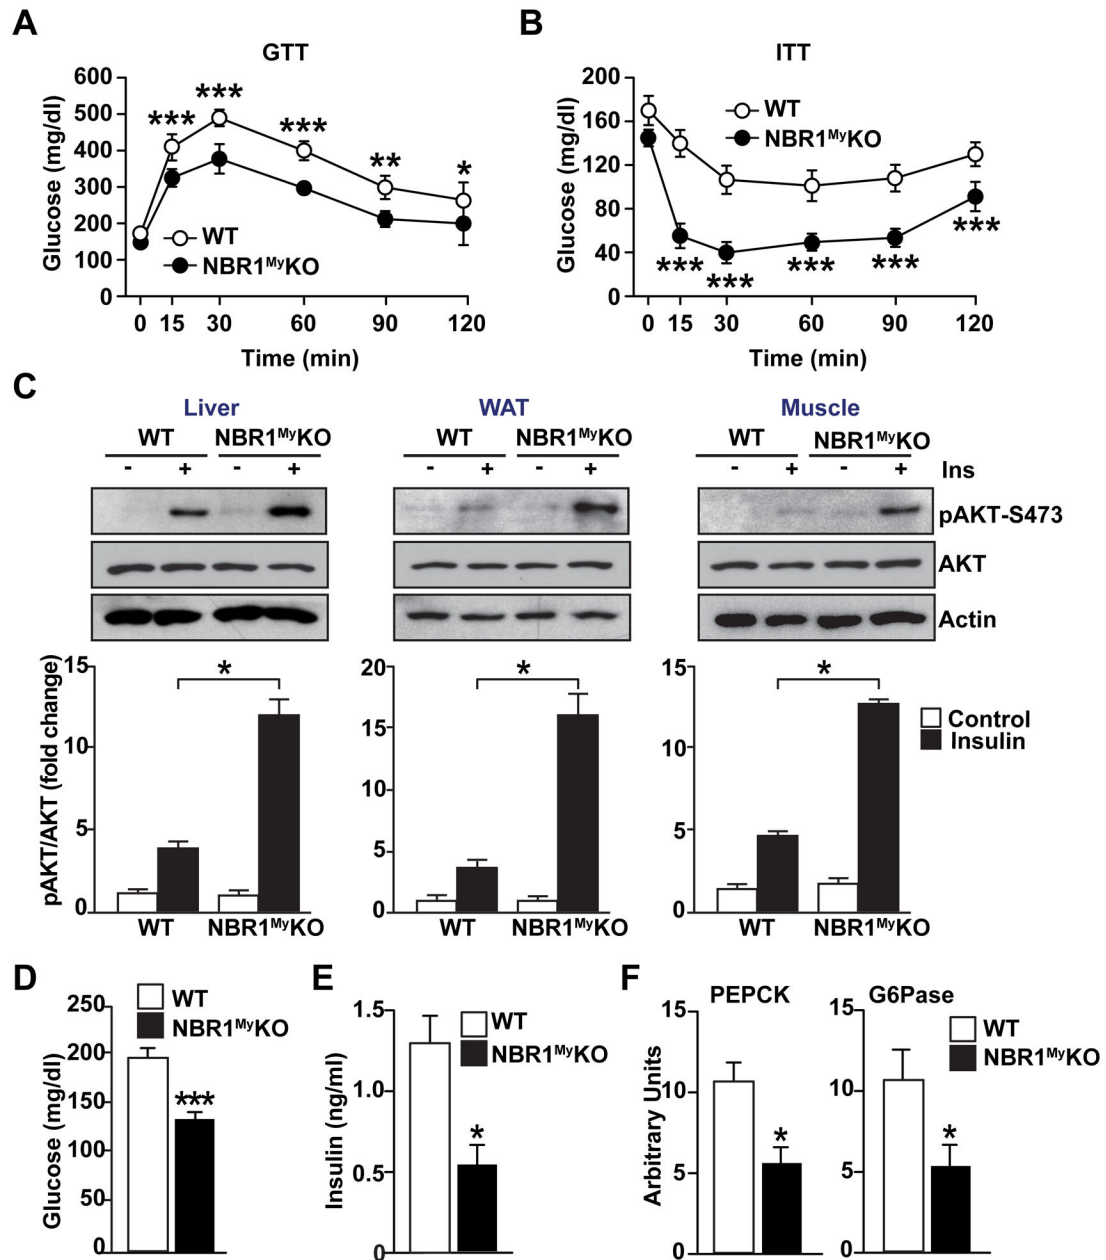 A
GTT
Glucose (mg/dl)
600
500
400
300
200
100
0
***
***
***
**
*
WT
NBR1MyKO
0 15 30 60 90 120
Time (min)
B
ITT
Glucose (mg/dl)
200
160
120
80
40
0
WT
NBR1MyKO
***
***
***
***
***
0 15 30 60 90 120
Time (min)
C
Liver WAT Muscle
WT NBR1MyKO WT NBR1MyKO WT NBR1MyKO
- + - + - + - + - + - + Ins
pAKT-S473
AKT
Actin
pAKT/AKT (fold change)
15
10
5
0
*
WT NBR1MyKO
20
15
10
5
0
*
WT NBR1MyKO
15
10
5
0
*
WT NBR1MyKO
Control
Insulin
D
Glucose (mg/dl)
250
200
150
100
50
0
WT
NBR1MyKO
***
E
Insulin (ng/ml)
1.5
1.0
0.5
0
WT
NBR1MyKO
*
F
PEPCK
Arbitrary Units
15
10
5
0
*
G6Pase
15
10
5
0
*
WT
NBR1MyKO